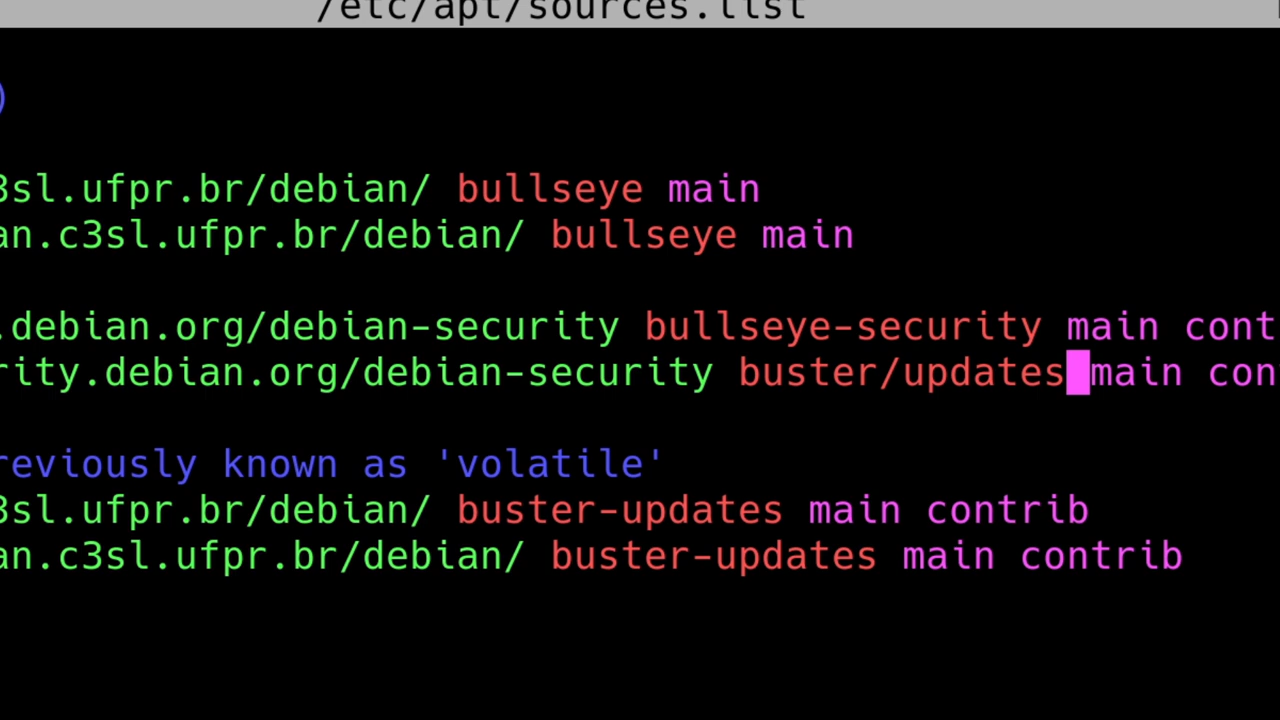 /etc/apt/sources.list
)
3sl.ufpr.br/debian/ bullseye main
an.c3sl.ufpr.br/debian/ bullseye main
.debian.org/debian-security bullseye-security main cont
rity.debian.org/debian-security buster/updates main con
reviously known as 'volatile'
3sl.ufpr.br/debian/ buster-updates main contrib
an.c3sl.ufpr.br/debian/ buster-updates main contrib